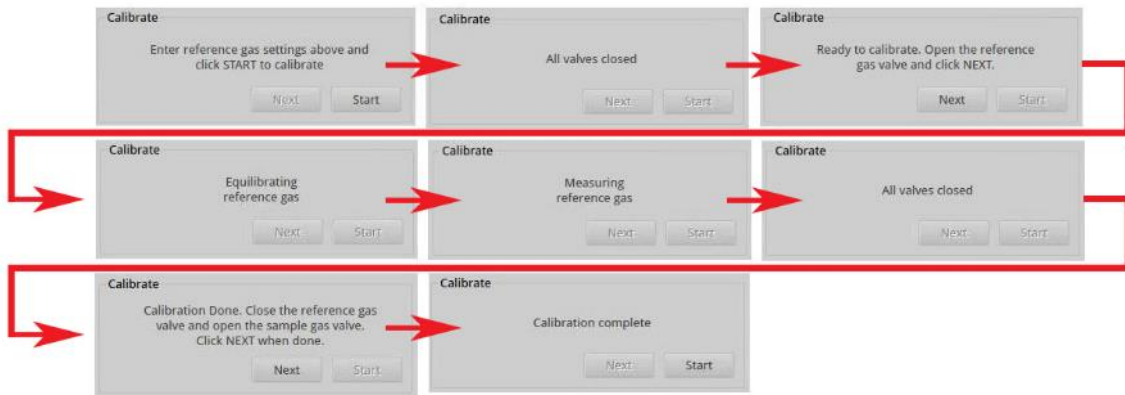 Calibrate
Enter reference gas settings above and
click START to calibrate
Next
Start
Calibrate
All valves closed
Next
Start
Calibrate
Ready to calibrate. Open the reference
gas valve and click NEXT.
Next
Start
Calibrate
Equilibrating
reference gas
Next
Start
Calibrate
Measuring
reference gas
Next
Start
Calibrate
All valves closed
Next
Start
Calibrate
Calibration Done. Close the reference gas
valve and open the sample gas valve.
Click NEXT when done.
Next
Start
Calibrate
Calibration complete
Next
Start